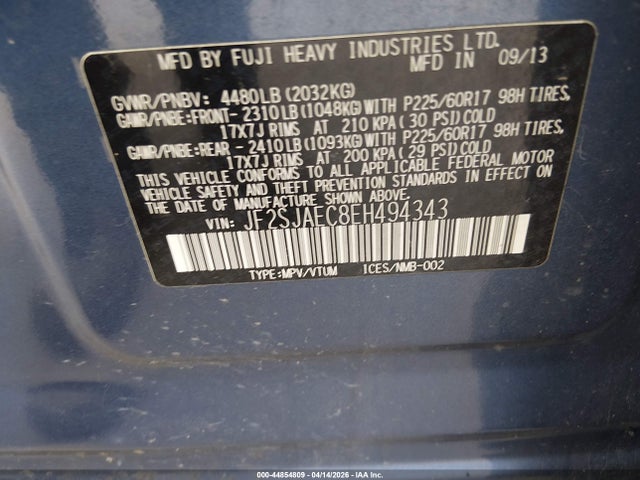 MFD BY FUJI HEAVY INDUSTRIES LTD.
MFD IN 09/13
GVWR/PNBV: 4480LB (2032KG)
GAWR/PNBE:FRONT- 2310LB (1048KG)WITH P225/60R17 98H TIRES,
17X7J RIMS AT 210 KPA (30 PSI) COLD
GAWR/PNBE:REAR - 2410LB (1093KG)WITH P225/60R17 98H TIRES,
17X7J RIMS AT 200 KPA (29 PSI) COLD
THIS VEHICLE CONFORMS TO ALL APPLICABLE FEDERAL MOTOR
VEHICLE SAFETY AND THEFT PREVENTION STANDARDS IN EFFECT ON
THE DATE OF MANUFACTURE SHOWN ABOVE.
VIN: JF2SJAEC8EH494343
TYPE:MPV/VTUM ICES/NMB-002
000-44854809 - 04/14/2026 - IAA Inc.